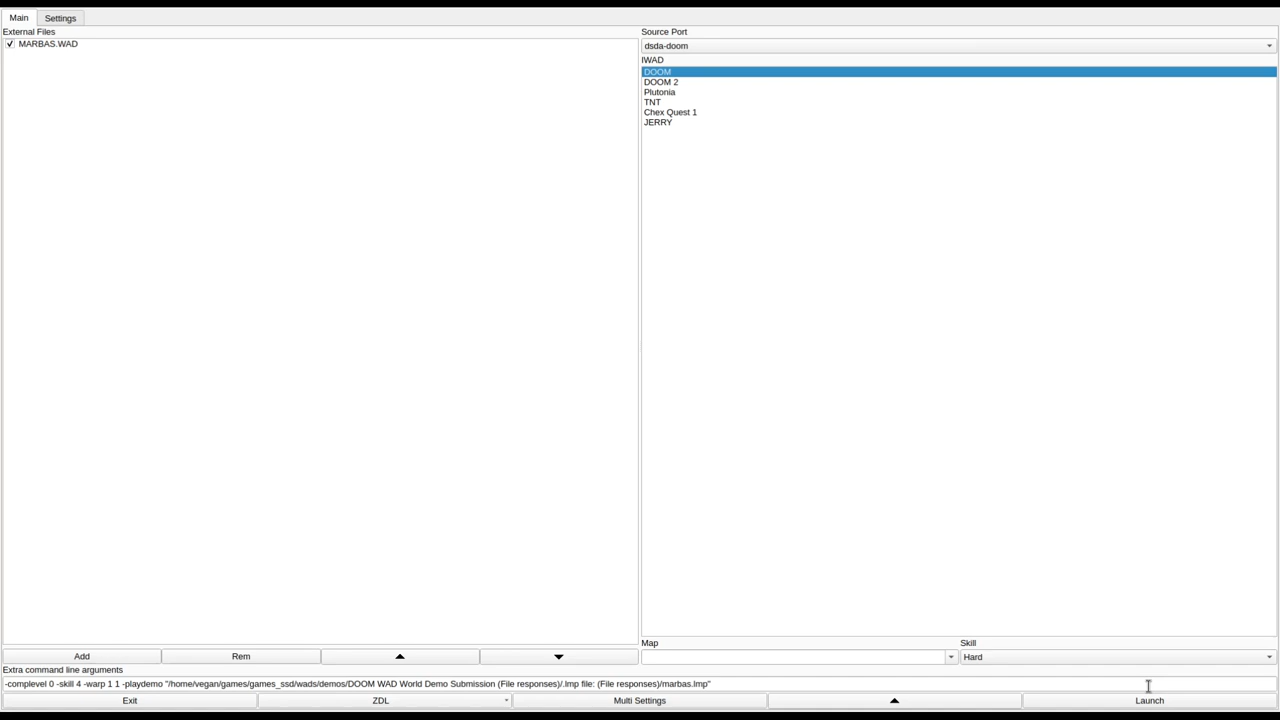 Main Settings
External Files
MARBAS.WAD
Source Port
dsda-doom
IWAD
DOOM
DOOM 2
Plutonia
TNT
Chex Quest 1
JERRY
Map Skill
Hard
Add Rem
Extra command line arguments
-complevel 0 -skill 4 -warp 1 1 -playdemo "/home/vegan/games/games_ssd/wads/demos/DOOM WAD World Demo Submission (File responses)/.lmp file: (File responses)/marbas.lmp"
Exit ZDL Multi Settings Launch